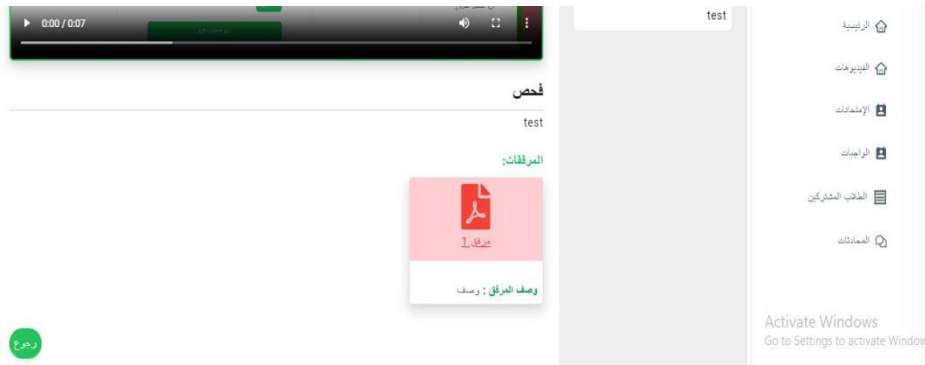 0:00 / 0:07
فحص
test
المرفقات:
مرفق 1
وصف المرفق : وصف
رجوع
test
الرئيسية
الفيديوهات
الإمتحانات
الواجبات
الطلاب المشتركين
المحادثات
Activate Windows
Go to Settings to activate Window